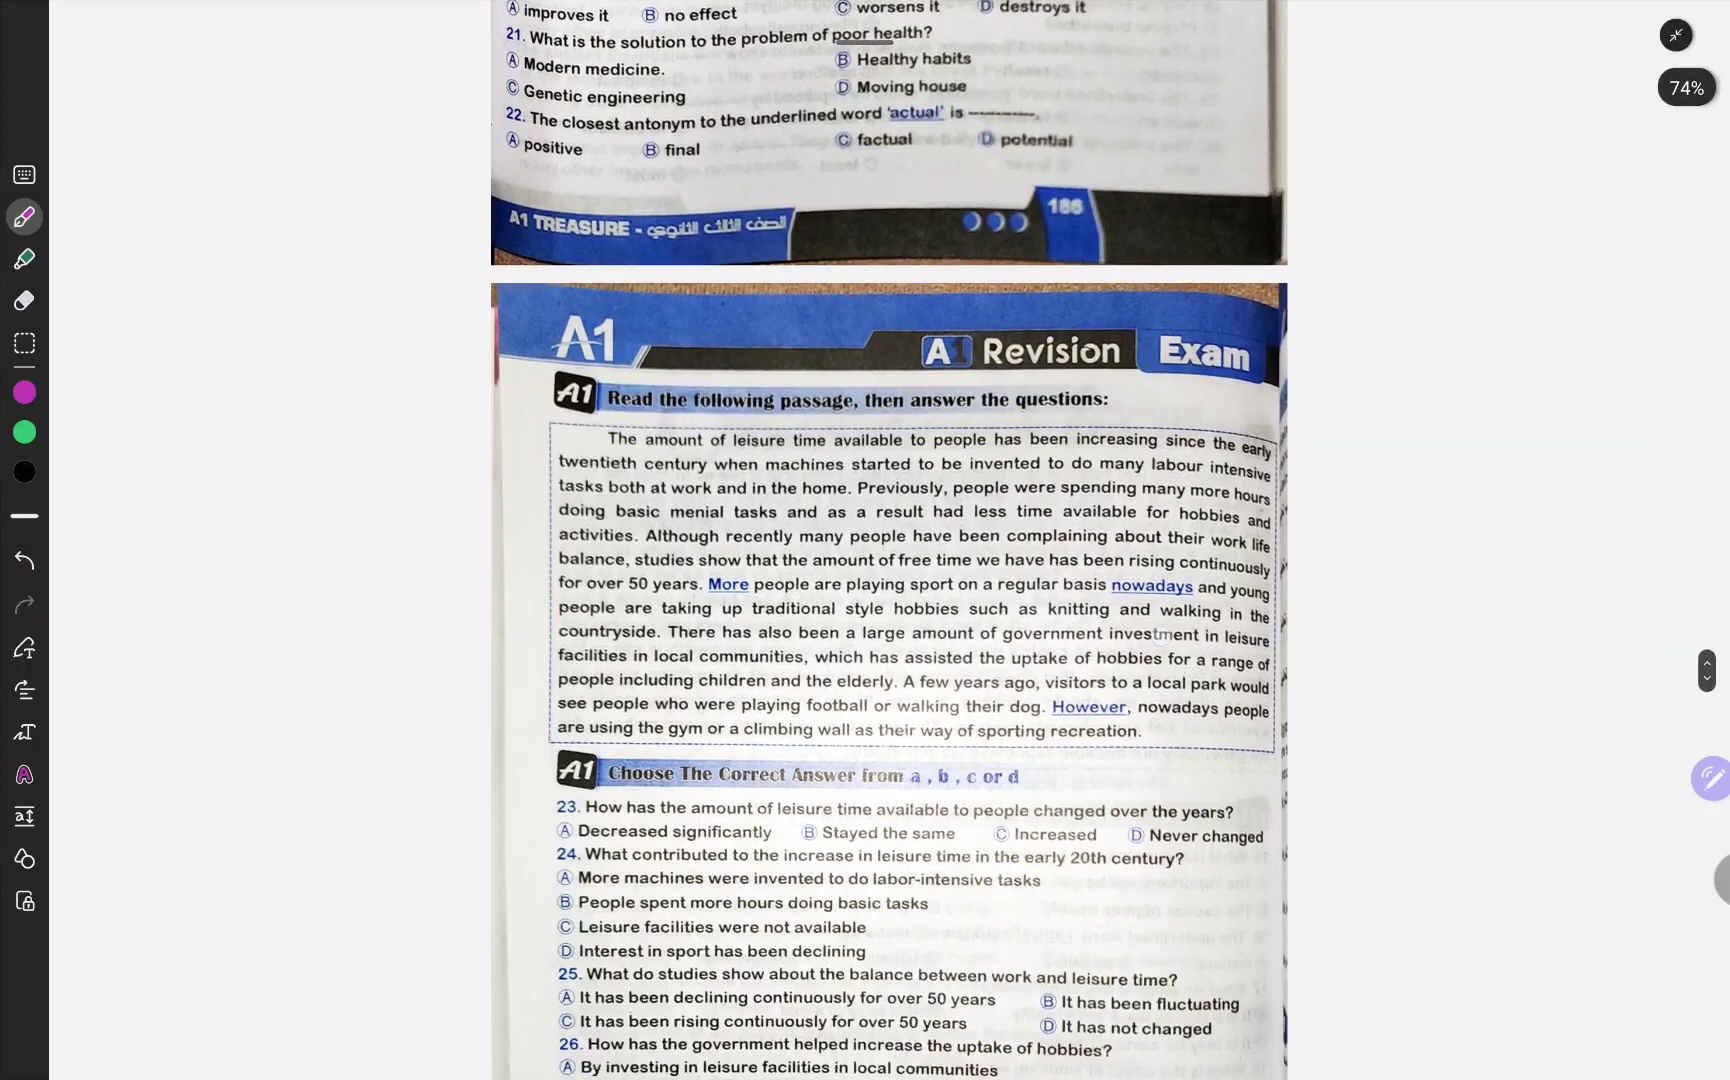 A improves it B no effect C worsens it D destroys it
21. What is the solution to the problem of poor health?
A Modern medicine. B Healthy habits
C Genetic engineering D Moving house
22. The closest antonym to the underlined word 'actual' is ----------.
A positive B final C factual D potential
A1 TREASURE - الصف الثالث الثانوي
186
74%
A1
A1 Revision Exam
A1 Read the following passage, then answer the questions:
The amount of leisure time available to people has been increasing since the early
twentieth century when machines started to be invented to do many labour intensive
tasks both at work and in the home. Previously, people were spending many more hours
doing basic menial tasks and as a result had less time available for hobbies and
activities. Although recently many people have been complaining about their work life
balance, studies show that the amount of free time we have has been rising continuously
for over 50 years. More people are playing sport on a regular basis nowadays and young
people are taking up traditional style hobbies such as knitting and walking in the
countryside. There has also been a large amount of government investment in leisure
facilities in local communities, which has assisted the uptake of hobbies for a range of
people including children and the elderly. A few years ago, visitors to a local park would
see people who were playing football or walking their dog. However, nowadays people
are using the gym or a climbing wall as their way of sporting recreation.
A1 Choose The Correct Answer from a , b , c or d
23. How has the amount of leisure time available to people changed over the years?
A Decreased significantly B Stayed the same C Increased D Never changed
24. What contributed to the increase in leisure time in the early 20th century?
A More machines were invented to do labor-intensive tasks
B People spent more hours doing basic tasks
C Leisure facilities were not available
D Interest in sport has been declining
25. What do studies show about the balance between work and leisure time?
A It has been declining continuously for over 50 years B It has been fluctuating
C It has been rising continuously for over 50 years D It has not changed
26. How has the government helped increase the uptake of hobbies?
A By investing in leisure facilities in local communities